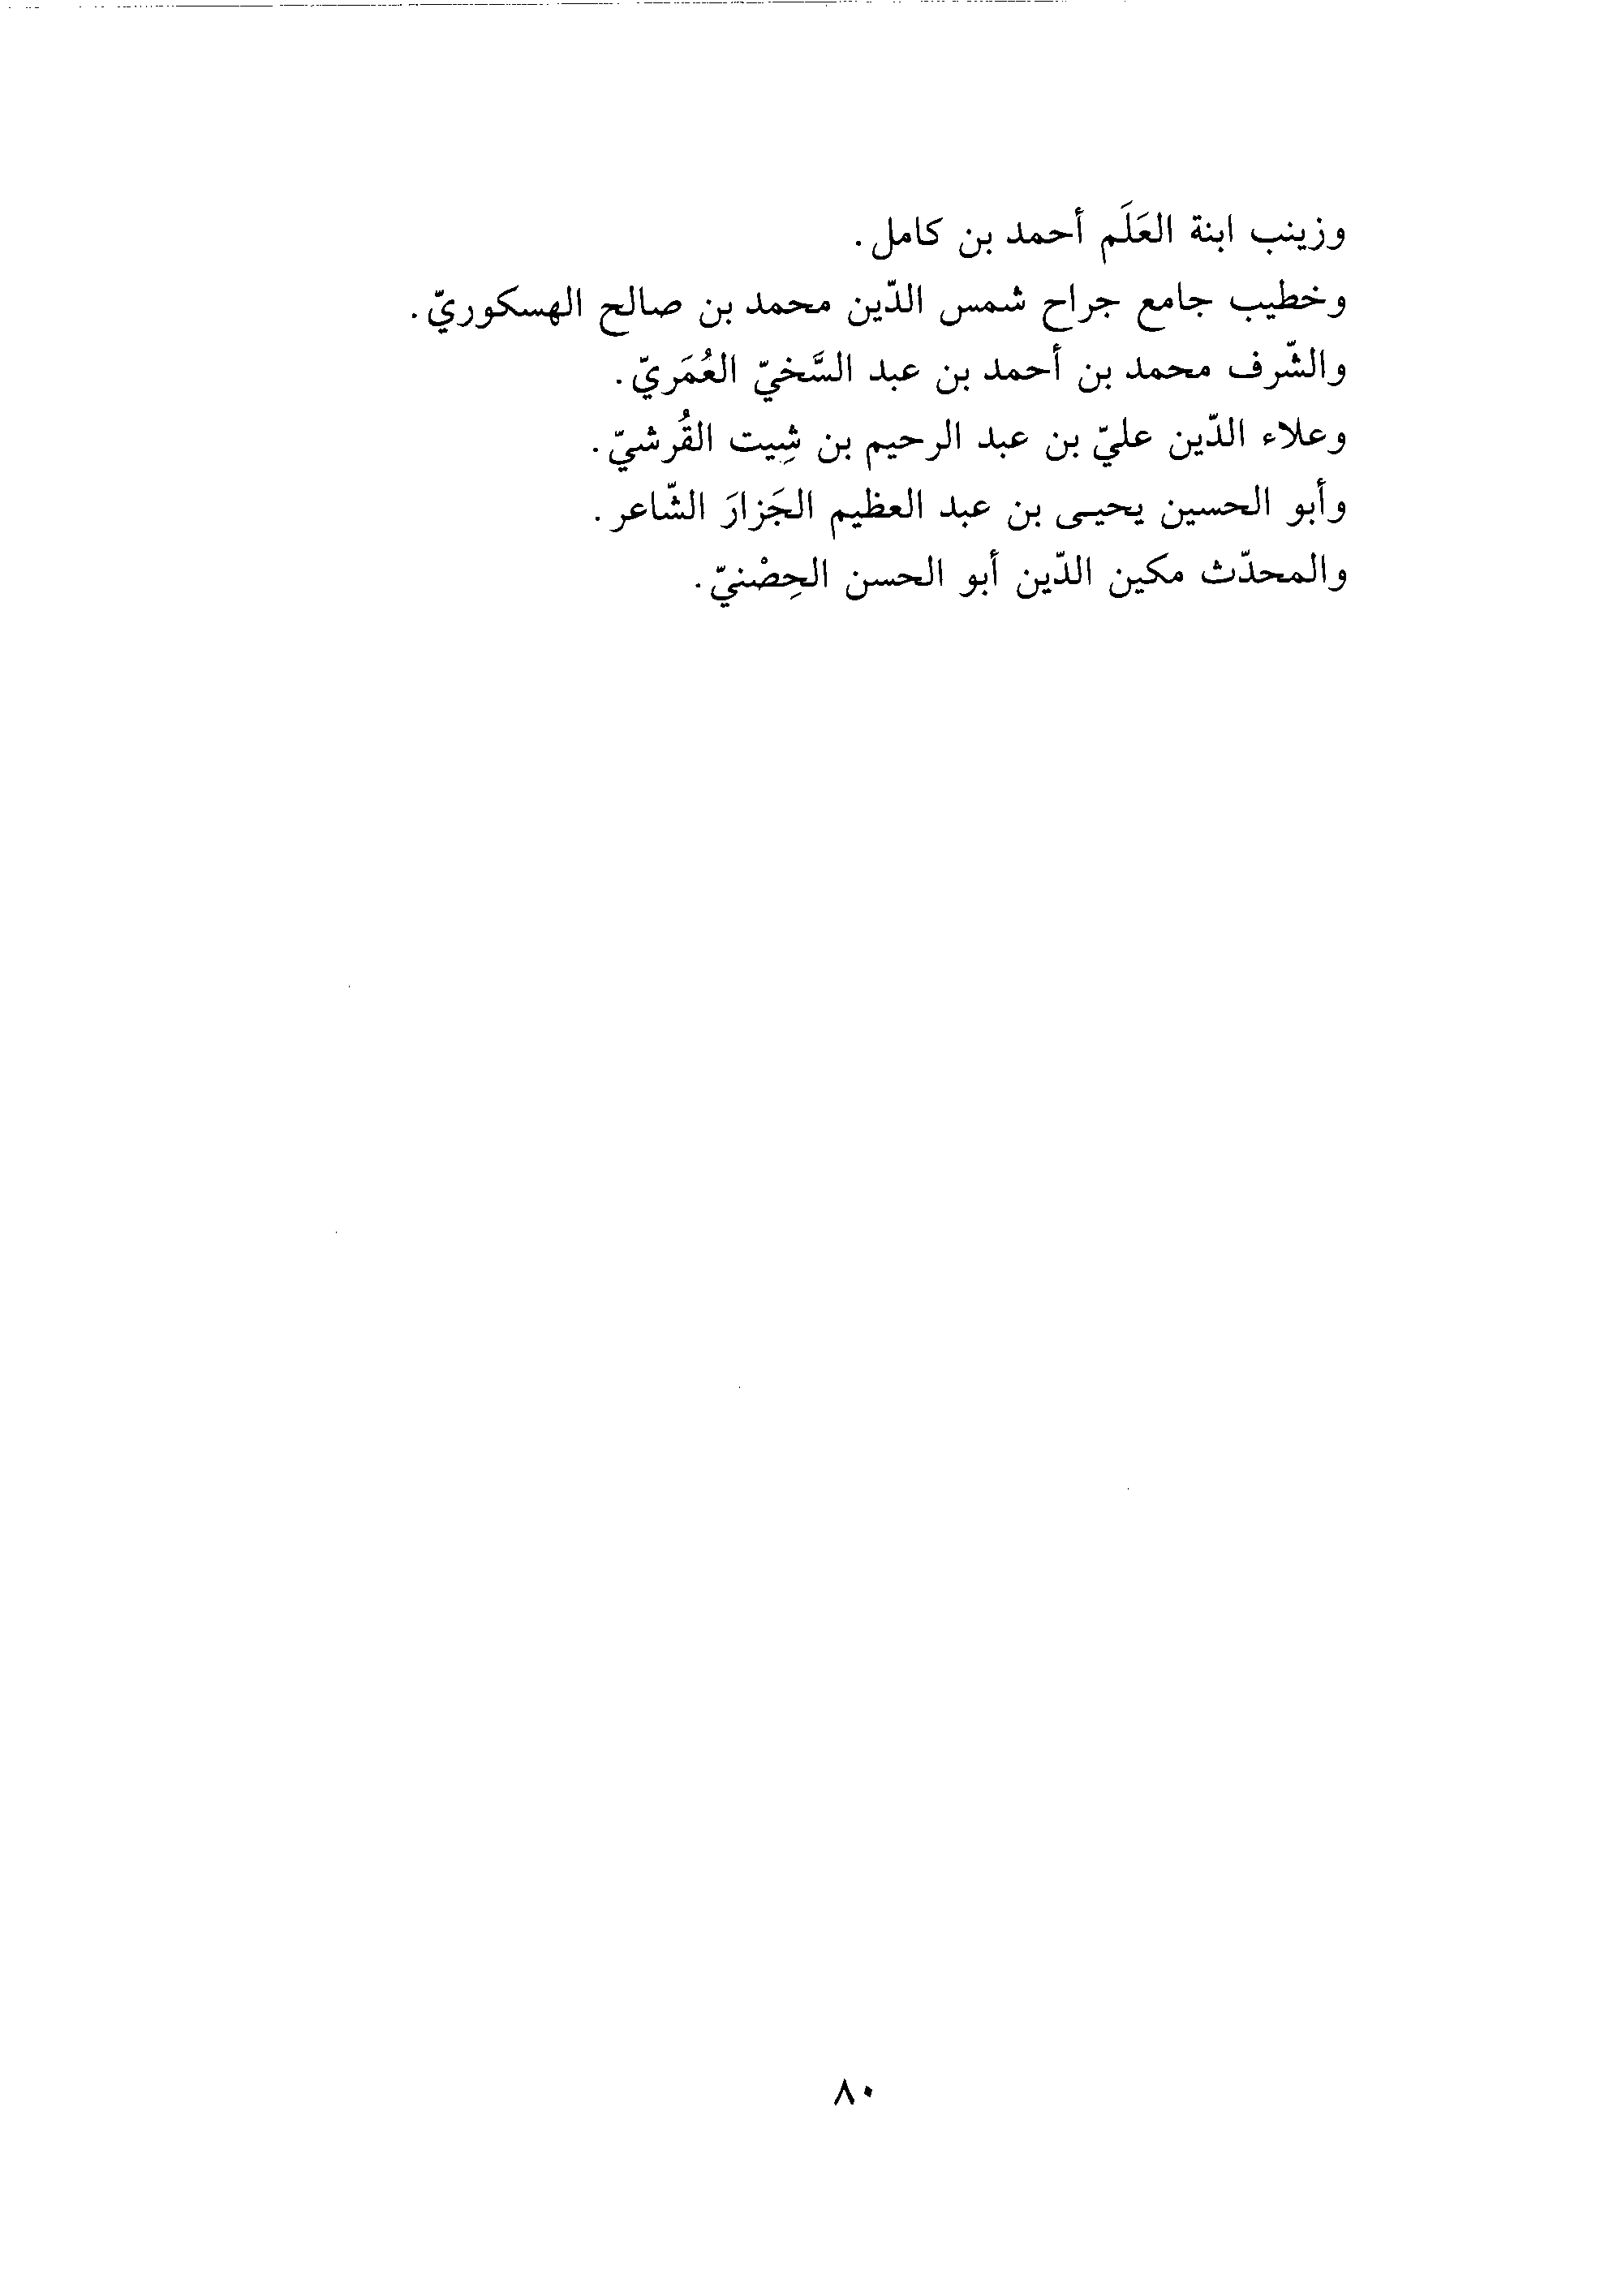 وزينب ابنة العَلَم أحمد بن كامل.
وخطيب جامع جراح شمس الدّين محمد بن صالح الهسكوريّ.
والشّرف محمد بن أحمد بن عبد السَّخيّ العُمَريّ.
وعلاء الدّين عليّ بن عبد الرحيم بن شِيت القُرشيّ.
وأبو الحسين يحيـى بن عبد العظيم الجَزارَ الشّاعر.
والمحدّث مكين الدّين أبو الحسن الحِصْنيّ.
٨٠